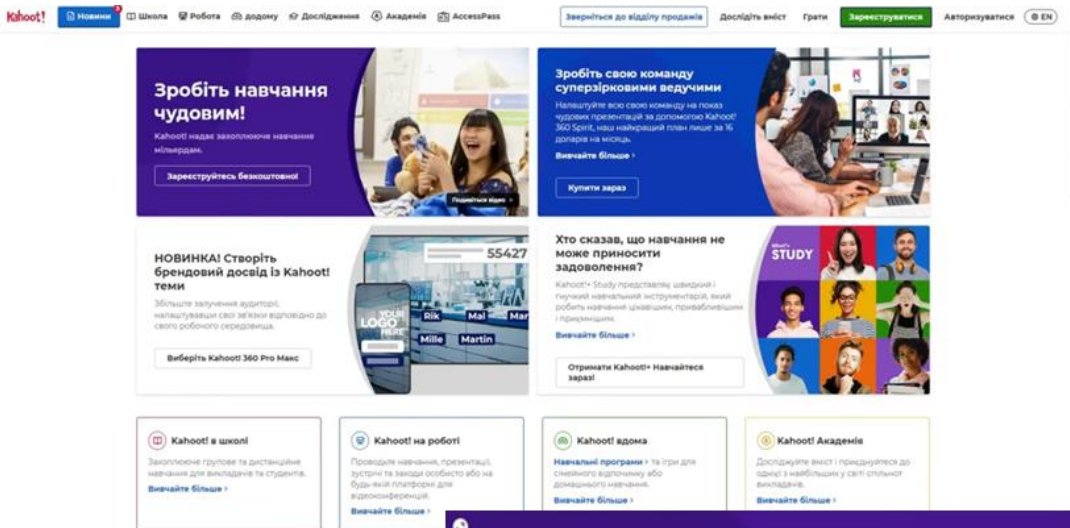 Kahoot!
Новини 3
Школа
Робота
додому
Дослідження
Академія
AccessPass
Зверніться до відділу продажів
Дослідіть вміст
Грати
Зареєструватися
Авторизуватися
EN
Зробіть навчання
чудовим!
Kahoot! надає захоплююче навчання
мільярдам.
Зареєструйтесь безкоштовно!
Подивіться відео >
Зробіть свою команду
суперзірковими ведучими
Налаштуйте всю свою команду на показ
чудових презентацій за допомогою Kahoot!
360 Spirit, наш найкращий план лише за 16
доларів на місяць.
Вивчайте більше >
Купити зараз
НОВИНКА! Створіть
брендовий досвід із Kahoot!
теми
Збільште залучення аудиторії,
налаштувавши свої зв'язки відповідно до
свого робочого середовища.
Виберіть Kahoot! 360 Pro Макс
55427
YOUR
LOGO
HERE
Rik
Mal
Mar
Mille
Martin
Хто сказав, що навчання не
може приносити
задоволення?
Kahoot!+ Study представляє швидкий і
гнучкий навчальний інструментарій, який
робить навчання цікавішим, привабливішим
і приємнішим.
Вивчайте більше >
Отримати Kahoot!+ Навчайтеся
зараз!
STUDY
Kahoot! в школі
Захоплююче групове та дистанційне
навчання для викладачів та студентів.
Вивчайте більше >
Kahoot! на роботі
Проводьте навчання, презентації,
зустрічі та заходи особисто або на
будь-якій платформі для
відеоконференцій.
Вивчайте більше >
Kahoot! вдома
Навчальні програми > та ігри для
сімейного відпочинку або
домашнього навчання.
Вивчайте більше >
Kahoot! Академія
Досліджуйте вміст і приєднуйтеся до
однієї з найбільших у світі спільнот
викладачів.
Вивчайте більше >